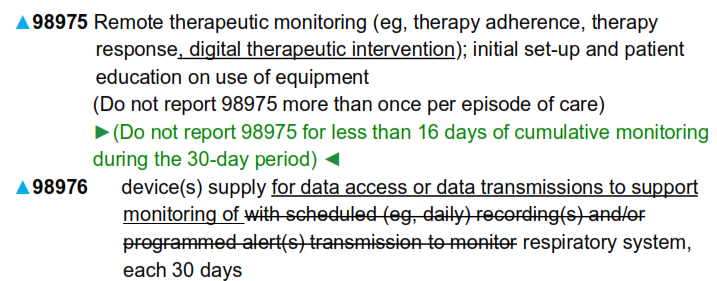 ▲98975 Remote therapeutic monitoring (eg, therapy adherence, therapy
response, digital therapeutic intervention); initial set-up and patient
education on use of equipment
(Do not report 98975 more than once per episode of care)
►(Do not report 98975 for less than 16 days of cumulative monitoring
during the 30-day period) ◄
▲98976 device(s) supply for data access or data transmissions to support
monitoring of with scheduled (eg, daily) recording(s) and/or
programmed alert(s) transmission to monitor respiratory system,
each 30 days